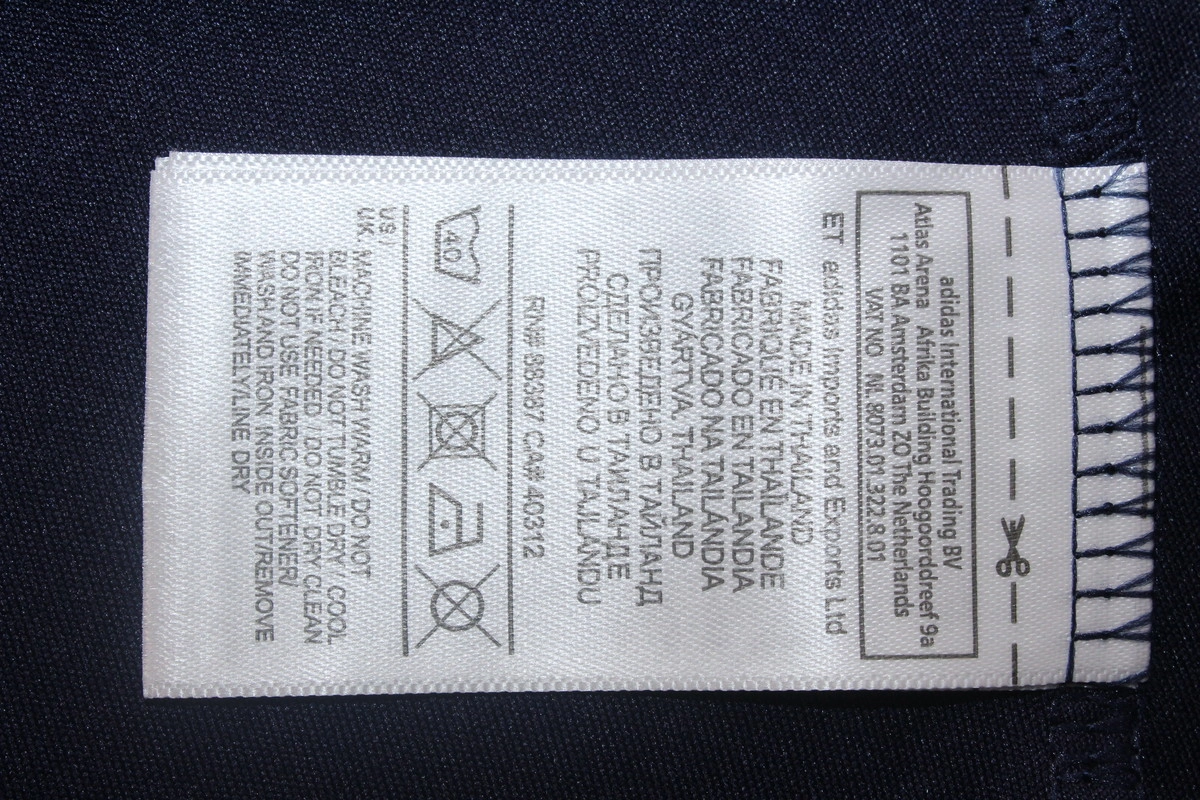 adidas International Trading BV
Atlas Arena Afrika Building Hoogoorddreef 9a
1101 BA Amsterdam ZO The Netherlands
VAT NO NL.8073.01.322.B.01
ET adidas Imports and Exports Ltd
MADE IN THAILAND
FABRIQUÉ EN THAÏLANDE
FABRICADO EN TAILANDIA
FABRICADO NA TAILÂNDIA
GYÁRTVA THAILAND
ПРОИЗВЕДЕНО В ТАЙЛАНД
СДЕЛАНО В ТАИЛАНДЕ
PROIZVEDENO U TAJLANDU
RN# 88387 CA# 40312
40
US /
UK. MACHINE WASH WARM / DO NOT
BLEACH / DO NOT TUMBLE DRY / COOL
IRON IF NEEDED / DO NOT DRY CLEAN
DO NOT USE FABRIC SOFTENER/
WASH AND IRON INSIDE OUT/REMOVE
IMMEDIATELY/LINE DRY